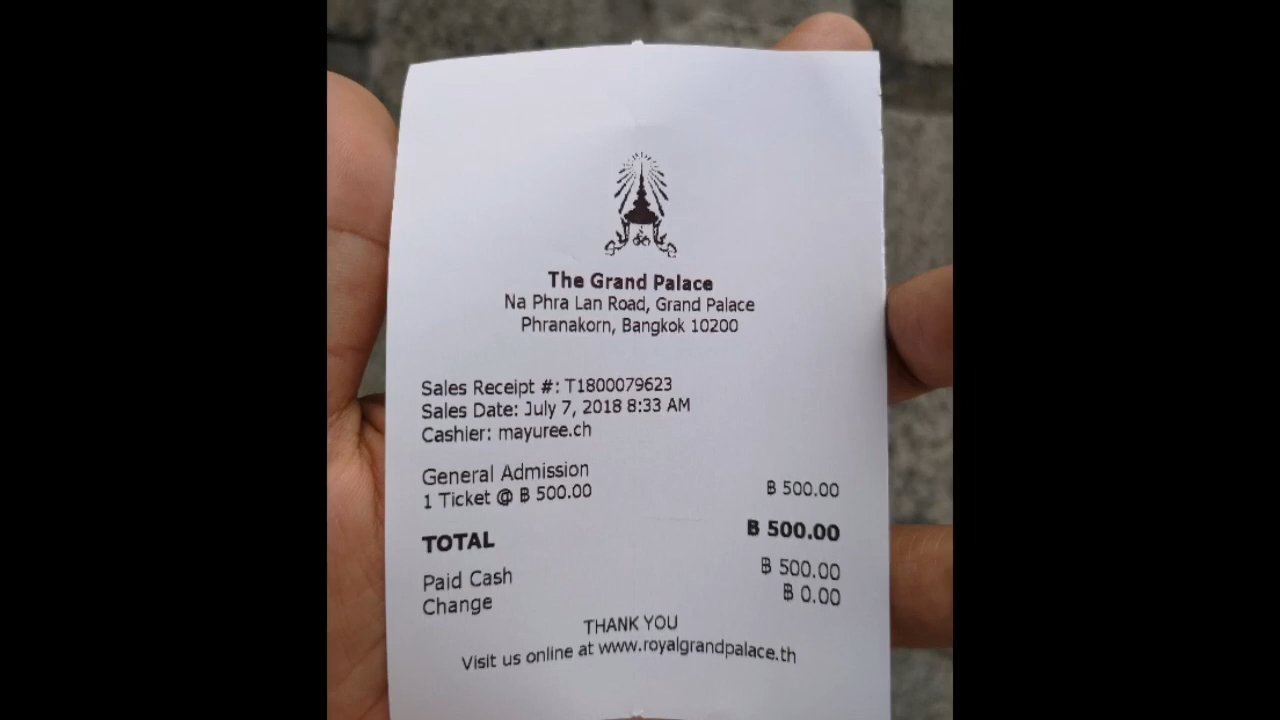 The Grand Palace
Na Phra Lan Road, Grand Palace
Phranakorn, Bangkok 10200
Sales Receipt #: T1800079623
Sales Date: July 7, 2018 8:33 AM
Cashier: mayuree.ch
General Admission
1 Ticket @ ฿ 500.00 ฿ 500.00
TOTAL ฿ 500.00
Paid Cash ฿ 500.00
Change ฿ 0.00
THANK YOU
Visit us online at www.royalgrandpalace.th